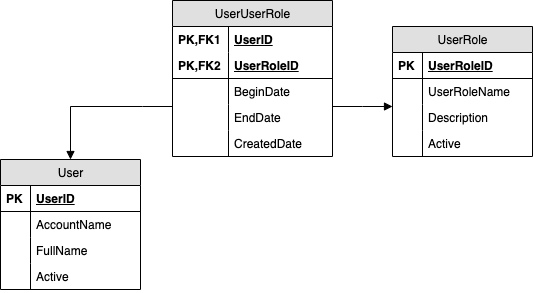 UserUserRole
PK,FK1 UserID
PK,FK2 UserRoleID
BeginDate
EndDate
CreatedDate
UserRole
PK UserRoleID
UserRoleName
Description
Active
User
PK UserID
AccountName
FullName
Active